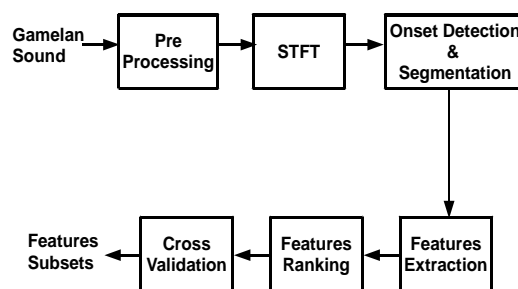 Gamelan
Sound
Pre
Processing
STFT
Onset Detection
&
Segmentation
Features
Extraction
Features
Ranking
Cross
Validation
Features
Subsets